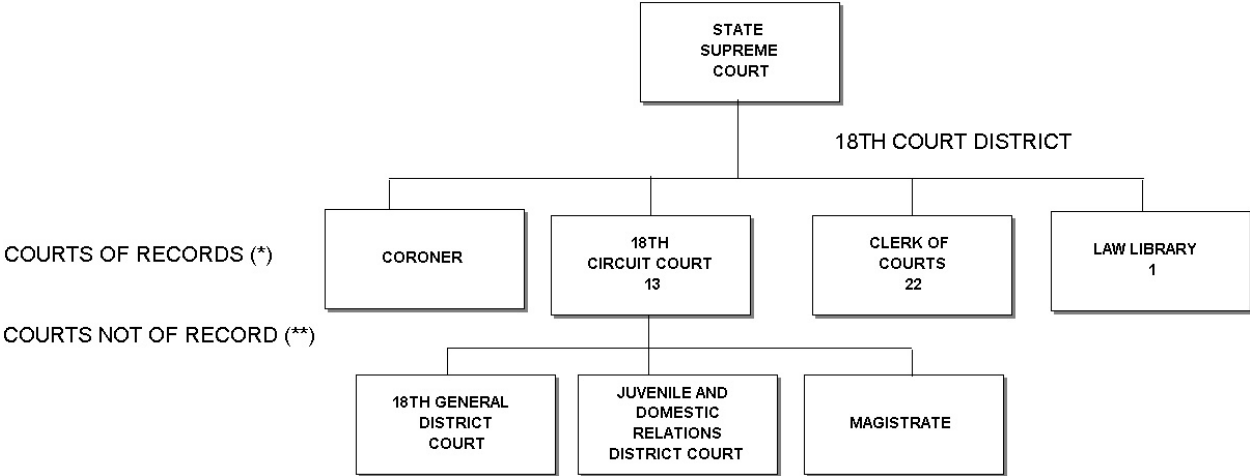 STATE
SUPREME
COURT
18TH COURT DISTRICT
COURTS OF RECORDS (*)
CORONER
18TH
CIRCUIT COURT
13
CLERK OF
COURTS
22
LAW LIBRARY
1
COURTS NOT OF RECORD (**)
18TH GENERAL
DISTRICT
COURT
JUVENILE AND
DOMESTIC
RELATIONS
DISTRICT COURT
MAGISTRATE